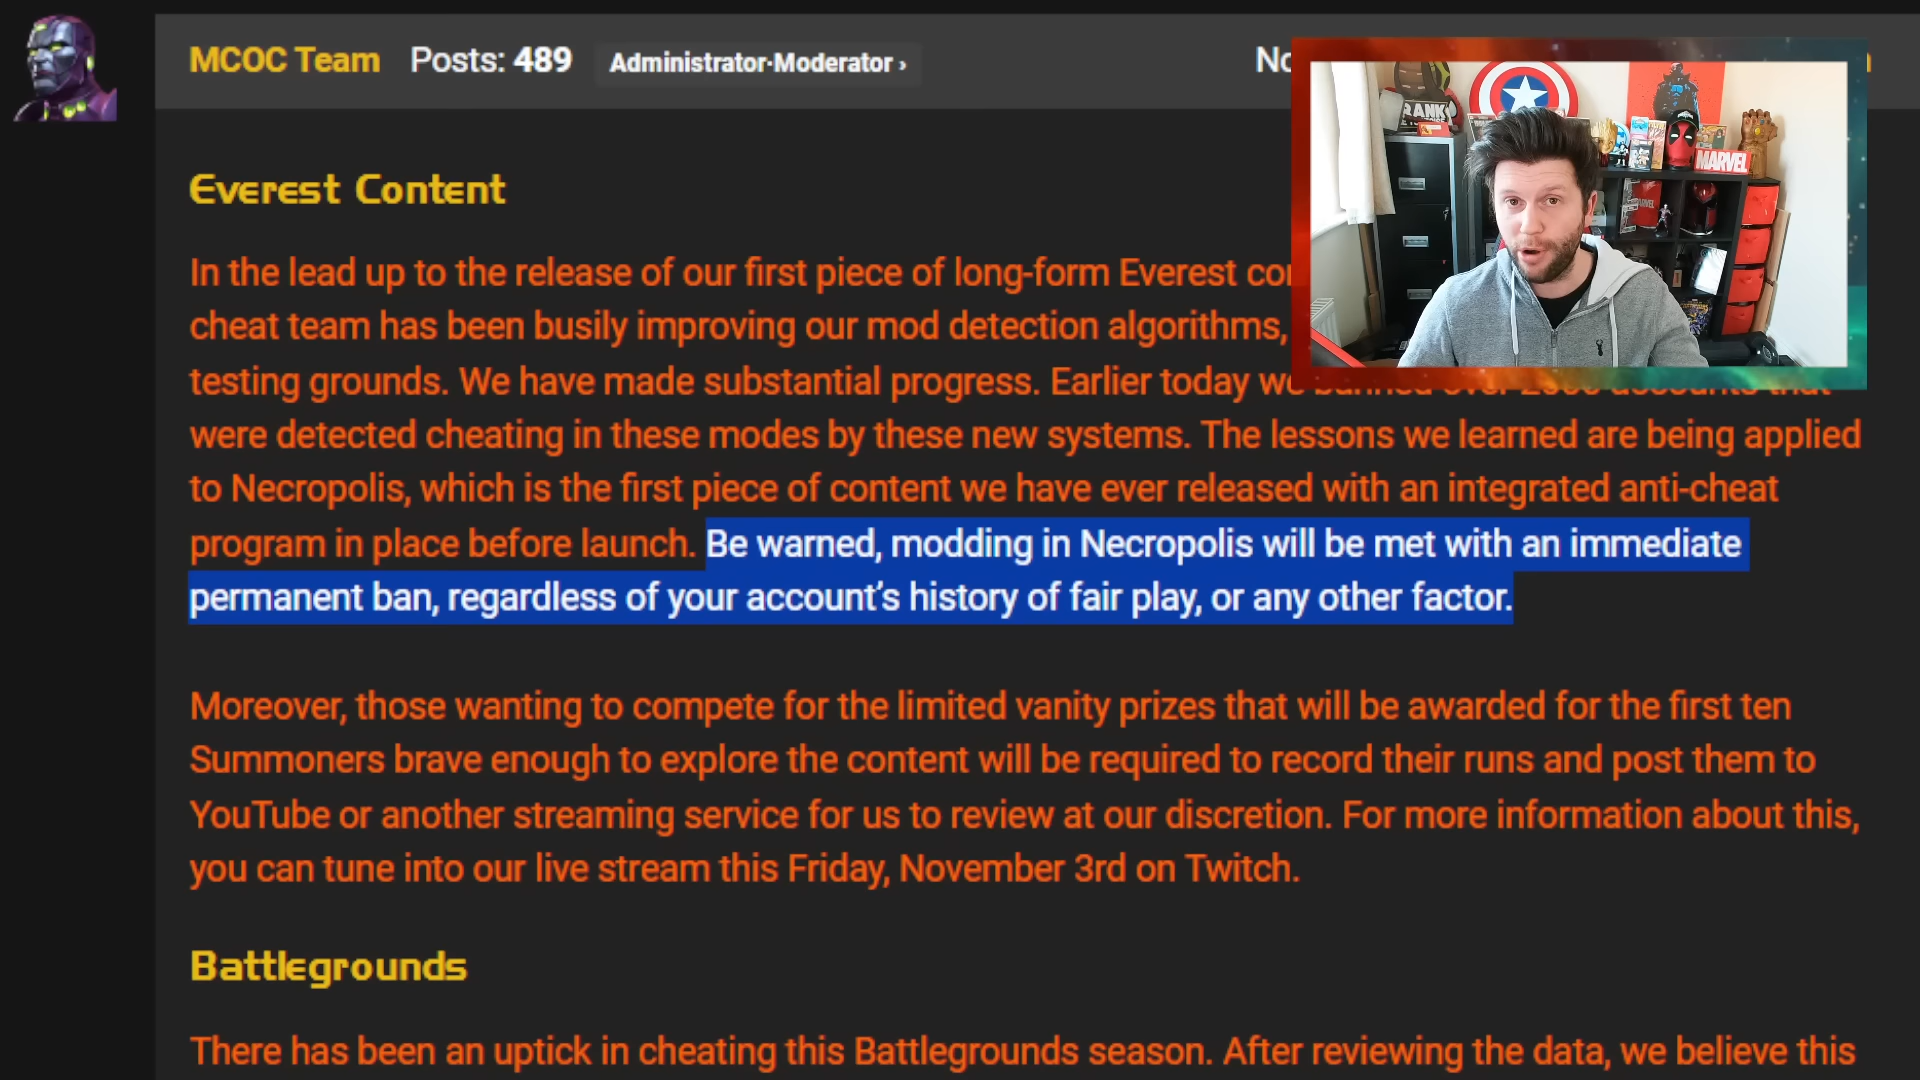 MCOC Team Posts: 489 Administrator·Moderator ›
RANK
MARVEL
Everest Content
In the lead up to the release of our first piece of long-form Everest
cheat team has been busily improving our mod detection algorithms,
testing grounds. We have made substantial progress. Earlier today we banned over 2000 accounts that
were detected cheating in these modes by these new systems. The lessons we learned are being applied
to Necropolis, which is the first piece of content we have ever released with an integrated anti-cheat
program in place before launch. Be warned, modding in Necropolis will be met with an immediate
permanent ban, regardless of your account’s history of fair play, or any other factor.
Moreover, those wanting to compete for the limited vanity prizes that will be awarded for the first ten
Summoners brave enough to explore the content will be required to record their runs and post them to
YouTube or another streaming service for us to review at our discretion. For more information about this,
you can tune into our live stream this Friday, November 3rd on Twitch.
Battlegrounds
There has been an uptick in cheating this Battlegrounds season. After reviewing the data, we believe this